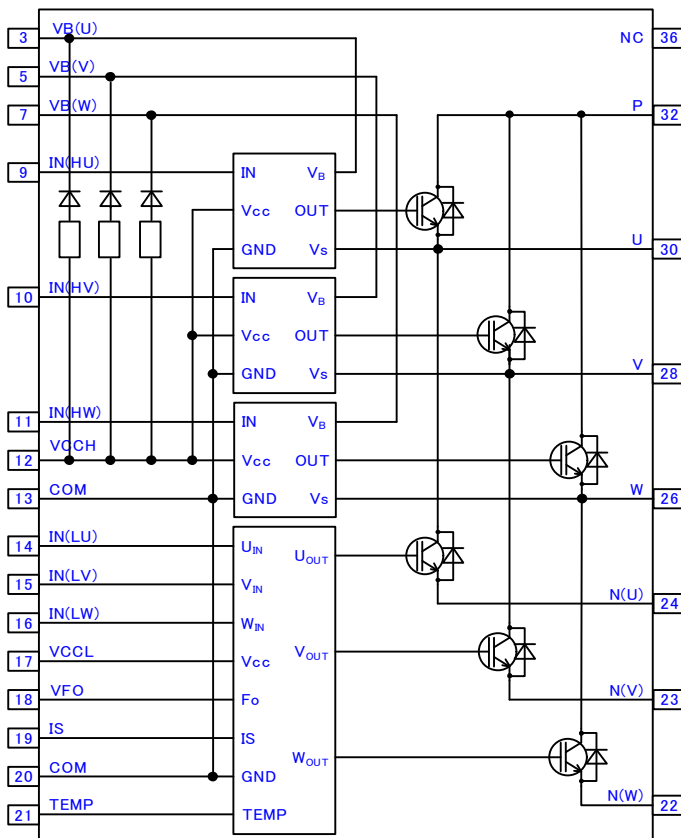 3 VB(U)
NC 36
5 VB(V)
7 VB(W)
P 32
9 IN(HU)
IN VB
Vcc OUT
GND Vs
U 30
10 IN(HV)
IN VB
Vcc OUT
GND Vs
V 28
11 IN(HW)
IN VB
12 VCCH
Vcc OUT
13 COM
GND Vs
W 26
14 IN(LU)
UIN UOUT
15 IN(LV)
VIN
N(U) 24
16 IN(LW)
WIN
17 VCCL
Vcc VOUT
18 VFO
Fo
N(V) 23
19 IS
IS
WOUT
20 COM
GND
N(W) 22
21 TEMP
TEMP